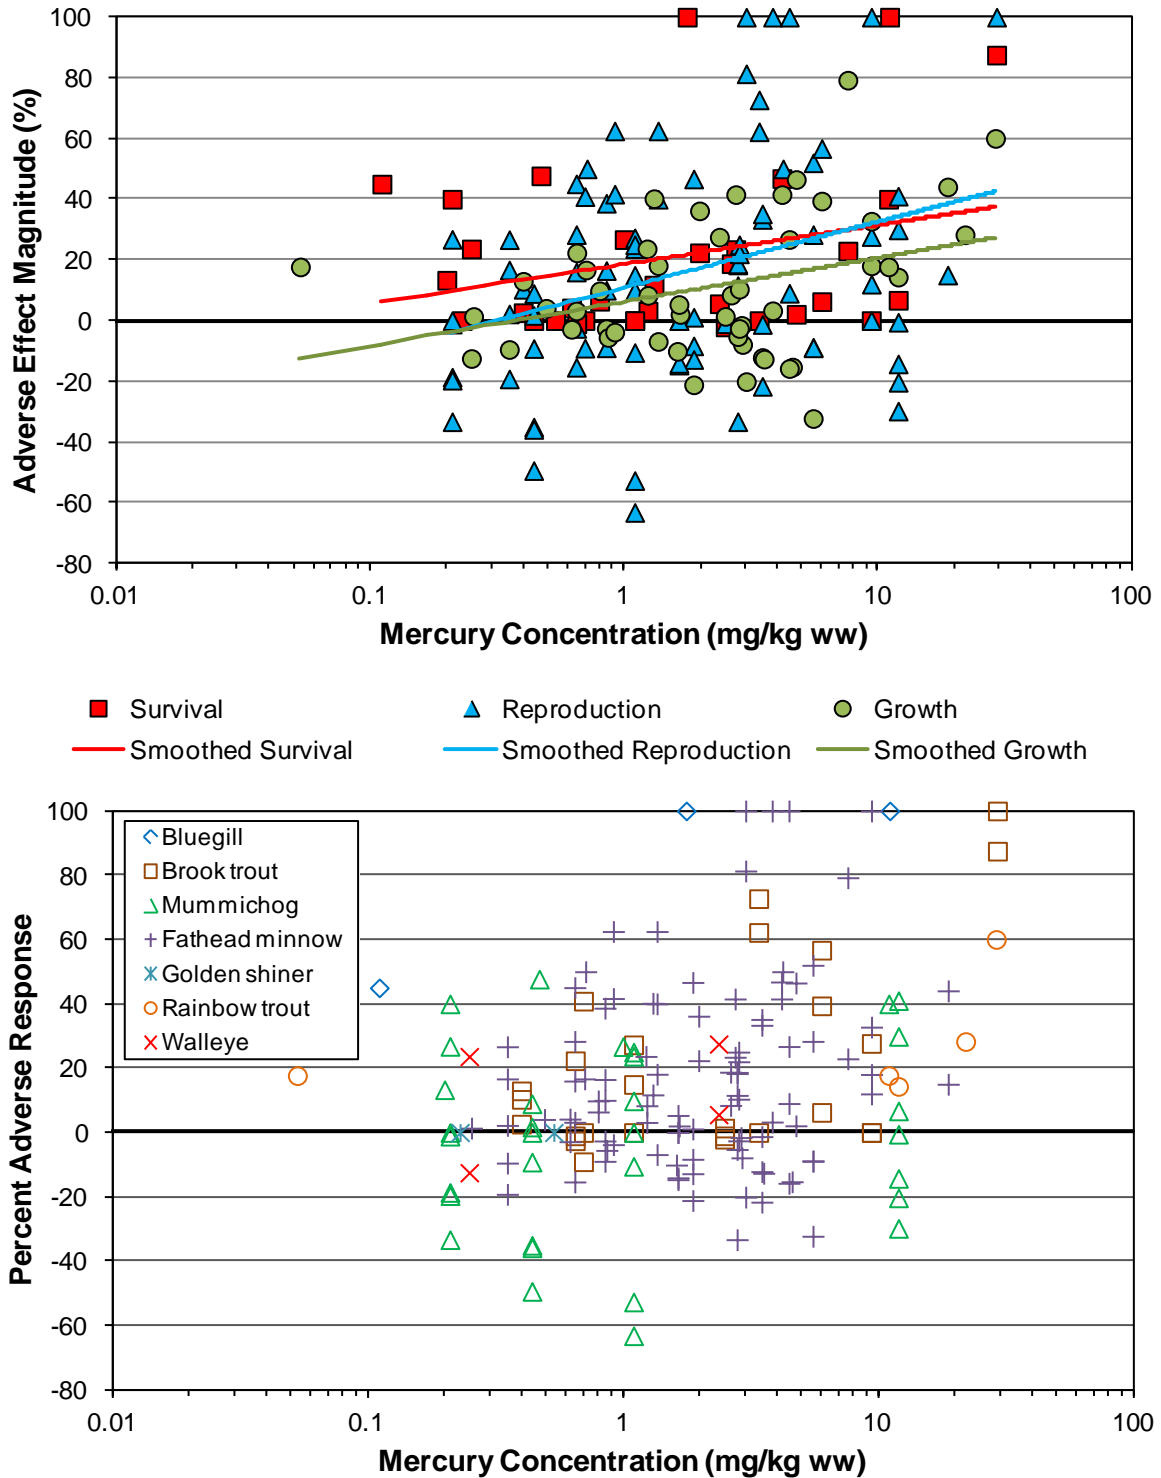 100
80
60
40
20
0
-20
-40
-60
-80
Adverse Effect Magnitude (%)
0.01 0.1 1 10 100
Mercury Concentration (mg/kg ww)
Survival Reproduction Growth
Smoothed Survival Smoothed Reproduction Smoothed Growth
100
80
60
40
20
0
-20
-40
-60
-80
Percent Adverse Response
Bluegill
Brook trout
Mummichog
Fathead minnow
Golden shiner
Rainbow trout
Walleye
0.01 0.1 1 10 100
Mercury Concentration (mg/kg ww)